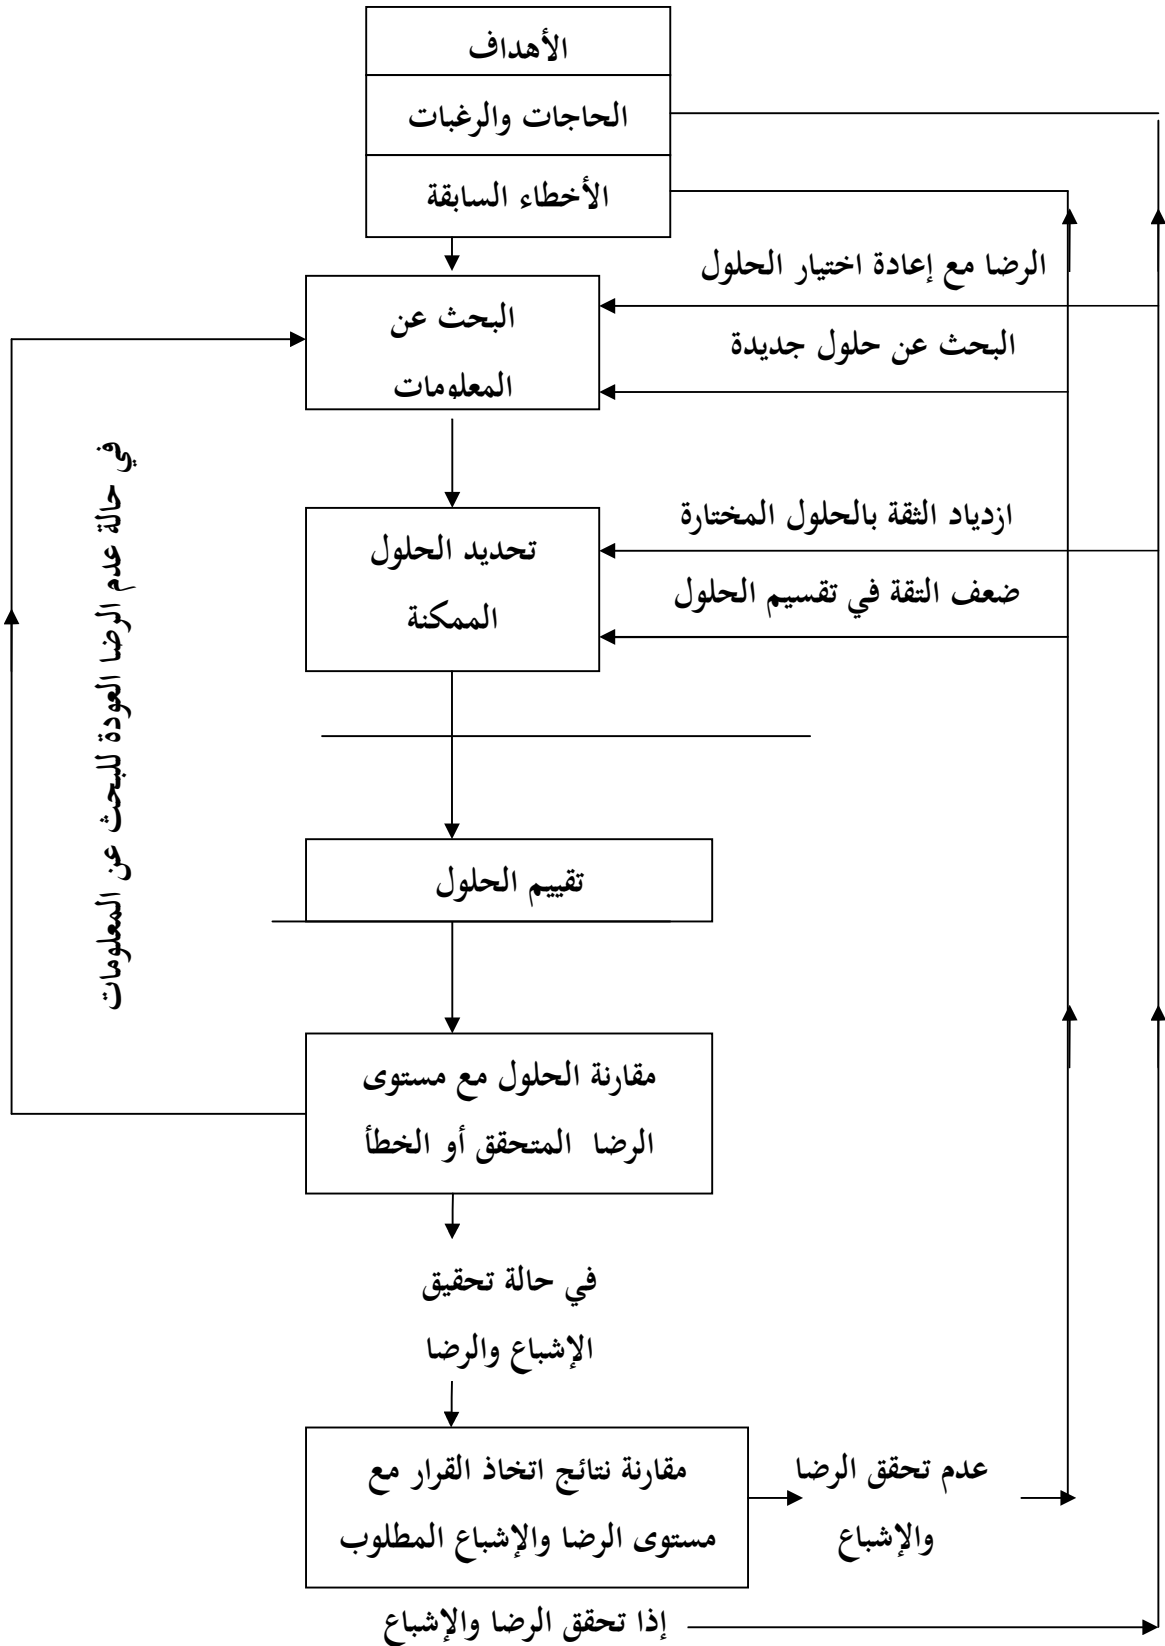 الأهداف
الحاجات والرغبات
الأخطاء السابقة
الرضا مع إعادة اختيار الحلول
البحث عن
المعلومات
البحث عن حلول جديدة
ازدياد الثقة بالحلول المختارة
تحديد الحلول
الممكنة
ضعف التقة في تقسيم الحلول
في حالة عدم الرضا العودة للبحث عن المعلومات
تقييم الحلول
مقارنة الحلول مع مستوى
الرضا المتحقق أو الخطأ
في حالة تحقيق
الإشباع والرضا
مقارنة نتائج اتخاذ القرار مع
مستوى الرضا والإشباع المطلوب
عدم تحقق الرضا
والإشباع
إذا تحقق الرضا والإشباع